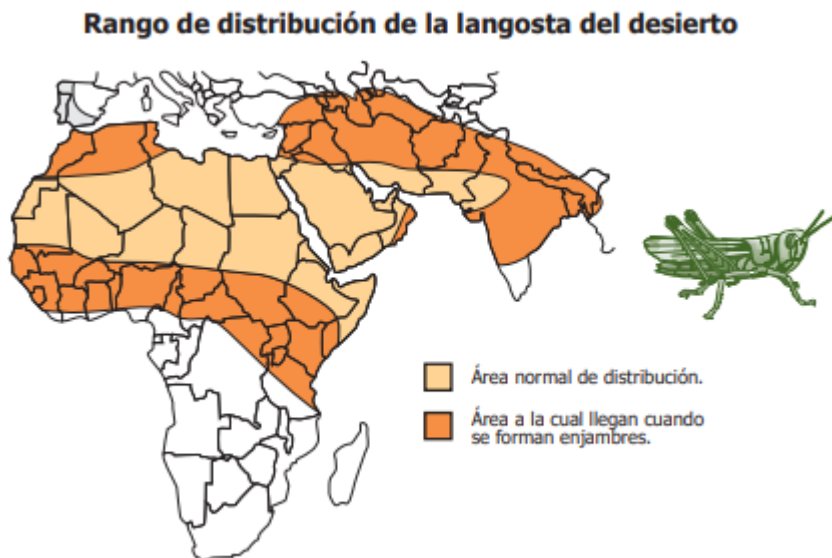 Rango de distribución de la langosta del desierto
Área normal de distribución.
Área a la cual llegan cuando
se forman enjambres.